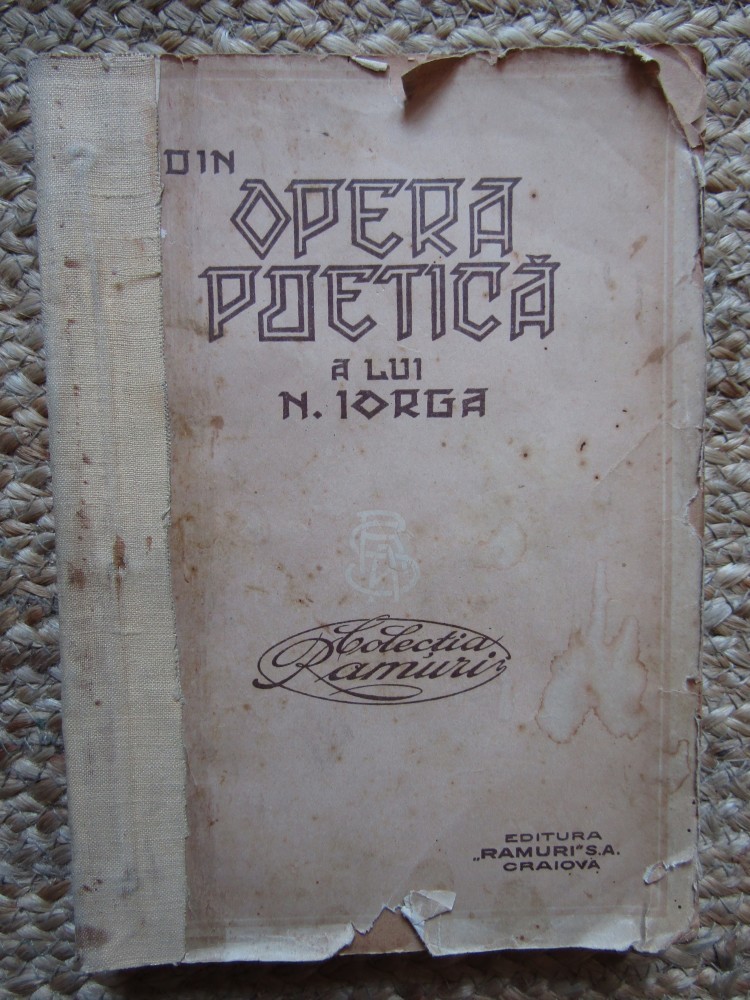 DIN
OPERA
POETICĂ
A LUI
N. IORGA
Colecția
Ramuri
EDITURA
„RAMURI” S.A.
CRAIOVA